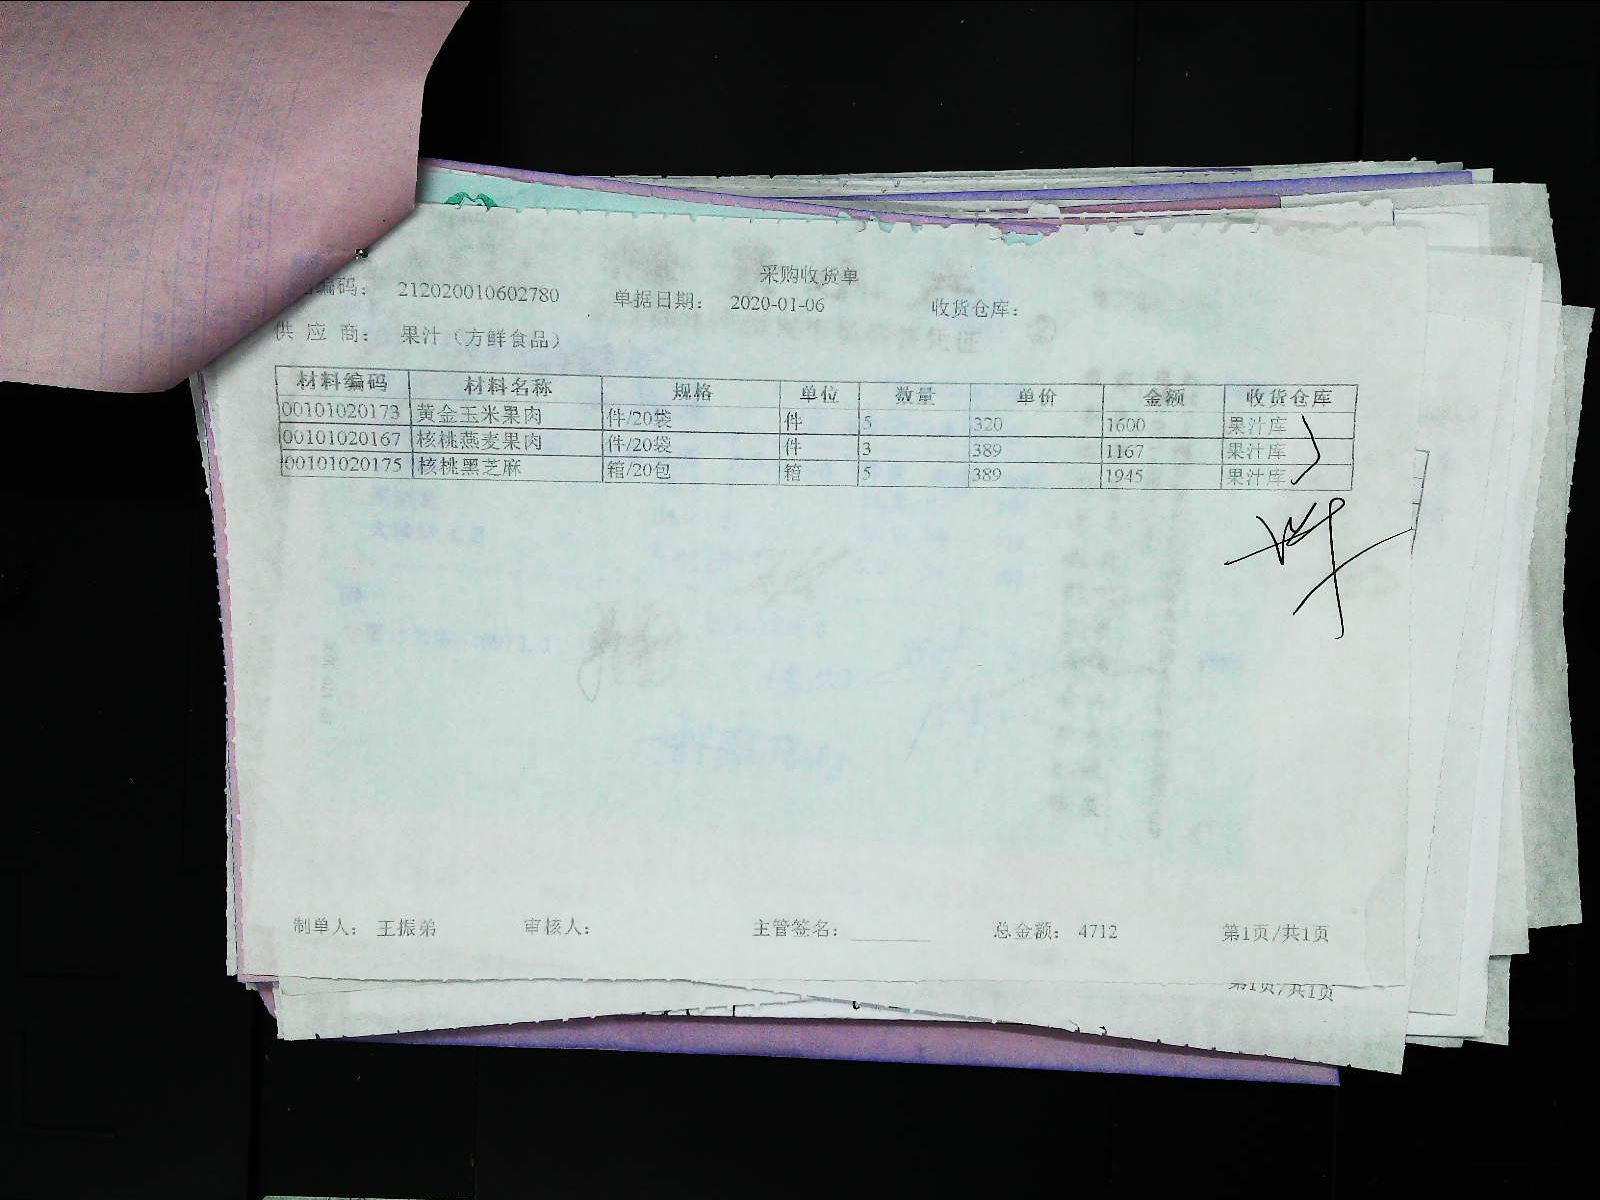 采购收货单
编码： 212020010602780 单据日期： 2020-01-06 收货仓库：
供 应 商： 果汁（方鲜食品）
材料编码 材料名称 规格 单位 数量 单价 金额 收货仓库
00101020173 黄金玉米果肉 件/20袋 件 5 320 1600 果汁库
00101020167 核桃燕麦果肉 件/20袋 件 3 389 1167 果汁库
00101020175 核桃黑芝麻 箱/20包 箱 5 389 1945 果汁库
制单人： 王振弟 审核人： 主管签名： 总金额： 4712 第1页/共1页
第1页/共1页